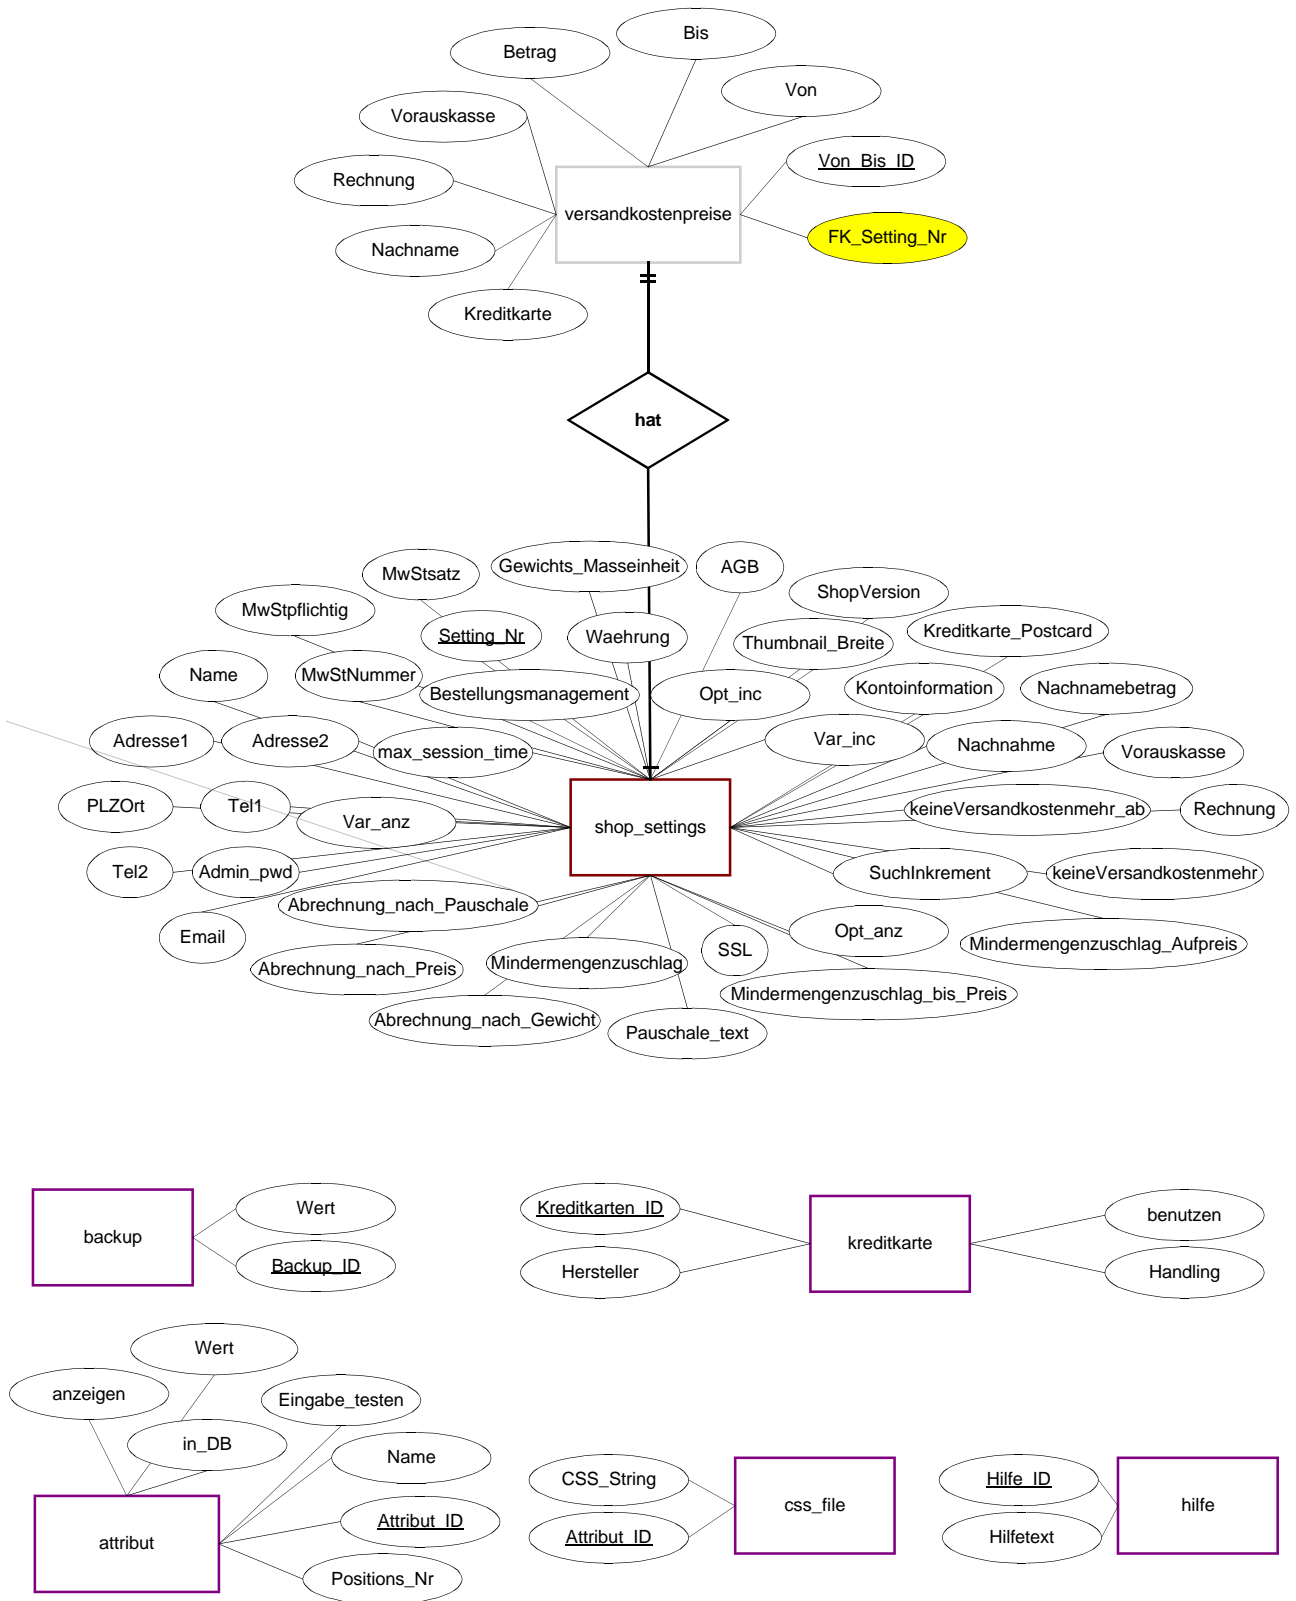 Bis
Betrag
Von
Vorauskasse
Von_Bis_ID
Rechnung
versandkostenpreise
FK_Setting_Nr
Nachname
Kreditkarte
hat
Gewichts_Masseinheit
AGB
MwStsatz
ShopVersion
MwStpflichtig
Setting_Nr
Waehrung
Thumbnail_Breite
Kreditkarte_Postcard
Name
MwStNummer
Bestellungsmanagement
Opt_inc
Kontoinformation
Nachnamebetrag
Adresse1
Adresse2
max_session_time
Var_inc
Nachnahme
Vorauskasse
PLZOrt
Tel1
Var_anz
shop_settings
keineVersandkostenmehr_ab
Rechnung
Tel2
Admin_pwd
SuchInkrement
keineVersandkostenmehr
Abrechnung_nach_Pauschale
Email
Opt_anz
Mindermengenzuschlag_Aufpreis
SSL
Abrechnung_nach_Preis
Mindermengenzuschlag
Mindermengenzuschlag_bis_Preis
Abrechnung_nach_Gewicht
Pauschale_text
Wert
backup
Backup_ID
Kreditkarten_ID
kreditkarte
benutzen
Hersteller
Handling
Wert
anzeigen
Eingabe_testen
in_DB
Name
Attribut_ID
attribut
Positions_Nr
CSS_String
css_file
Attribut_ID
Hilfe_ID
hilfe
Hilfetext